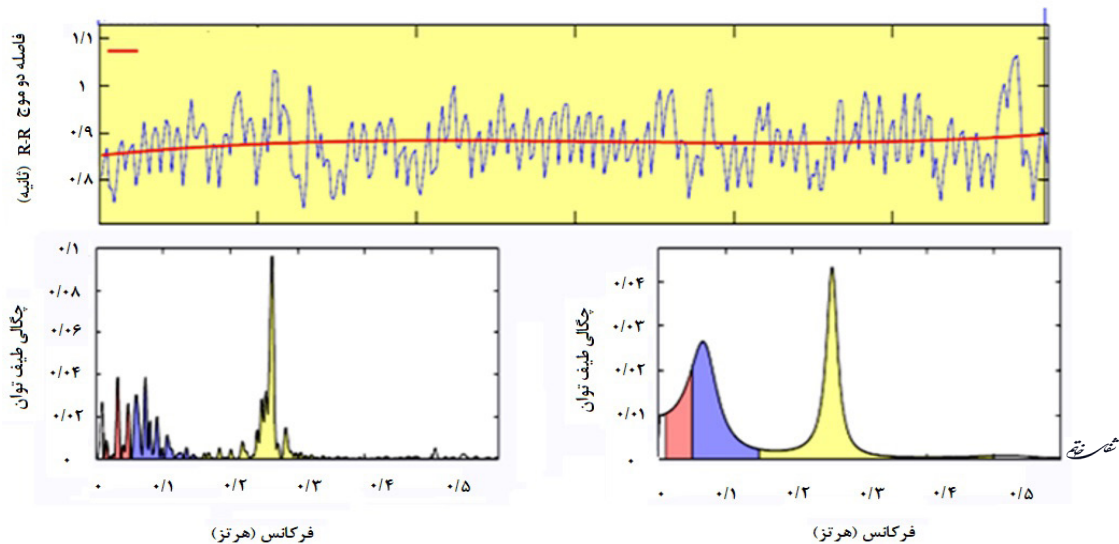 فاصله دو موج R-R (ثانیه)
۱/۱
۱
۰/۹
۰/۸
چگالی طیف توان
۰/۱
۰/۰۸
۰/۰۶
۰/۰۴
۰/۰۲
۰
۰ ۰/۱ ۰/۲ ۰/۳ ۰/۴ ۰/۵
فرکانس (هرتز)
چگالی طیف توان
۰/۰۴
۰/۰۳
۰/۰۲
۰/۰۱
۰
۰ ۰/۱ ۰/۲ ۰/۳ ۰/۴ ۰/۵
فرکانس (هرتز)